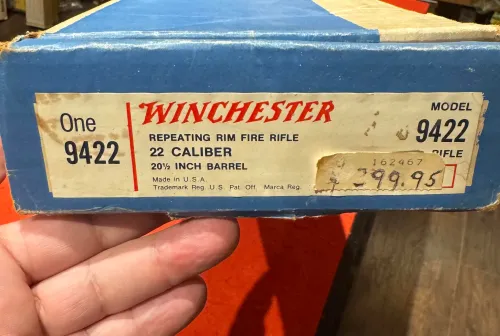 One
9422
WINCHESTER
REPEATING RIM FIRE RIFLE
22 CALIBER
20½ INCH BARREL
Made in U.S.A.
Trademark Reg. U.S. Pat. Off. Marca Reg.
MODEL
9422
RIFLE
162467
99.95